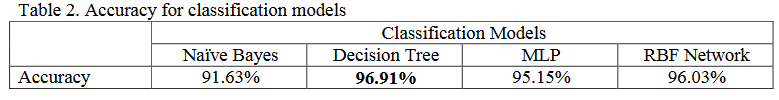 Table 2. Accuracy for classification models
Classification Models
Naïve Bayes Decision Tree MLP RBF Network
Accuracy 91.63% 96.91% 95.15% 96.03%